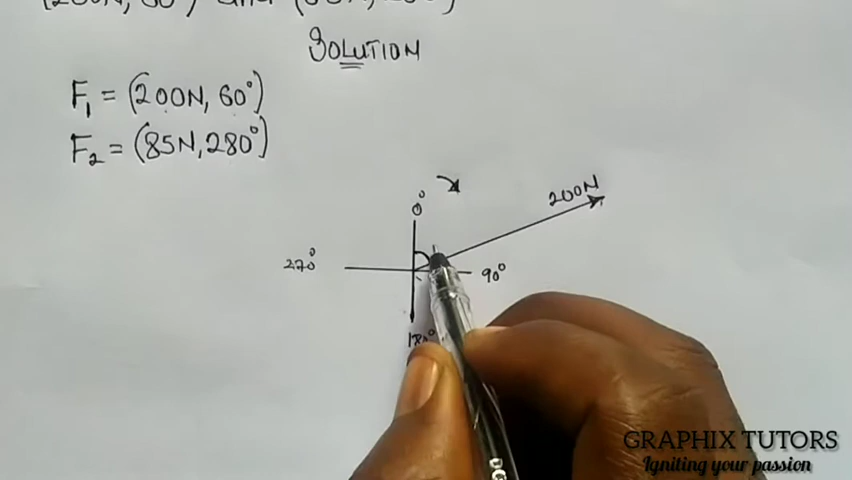 Solution
F₁ = (200N, 60°)
F₂ = (85N, 280°)
0°
200N
270°
90°
180°
GRAPHIX TUTORS
Igniting your passion